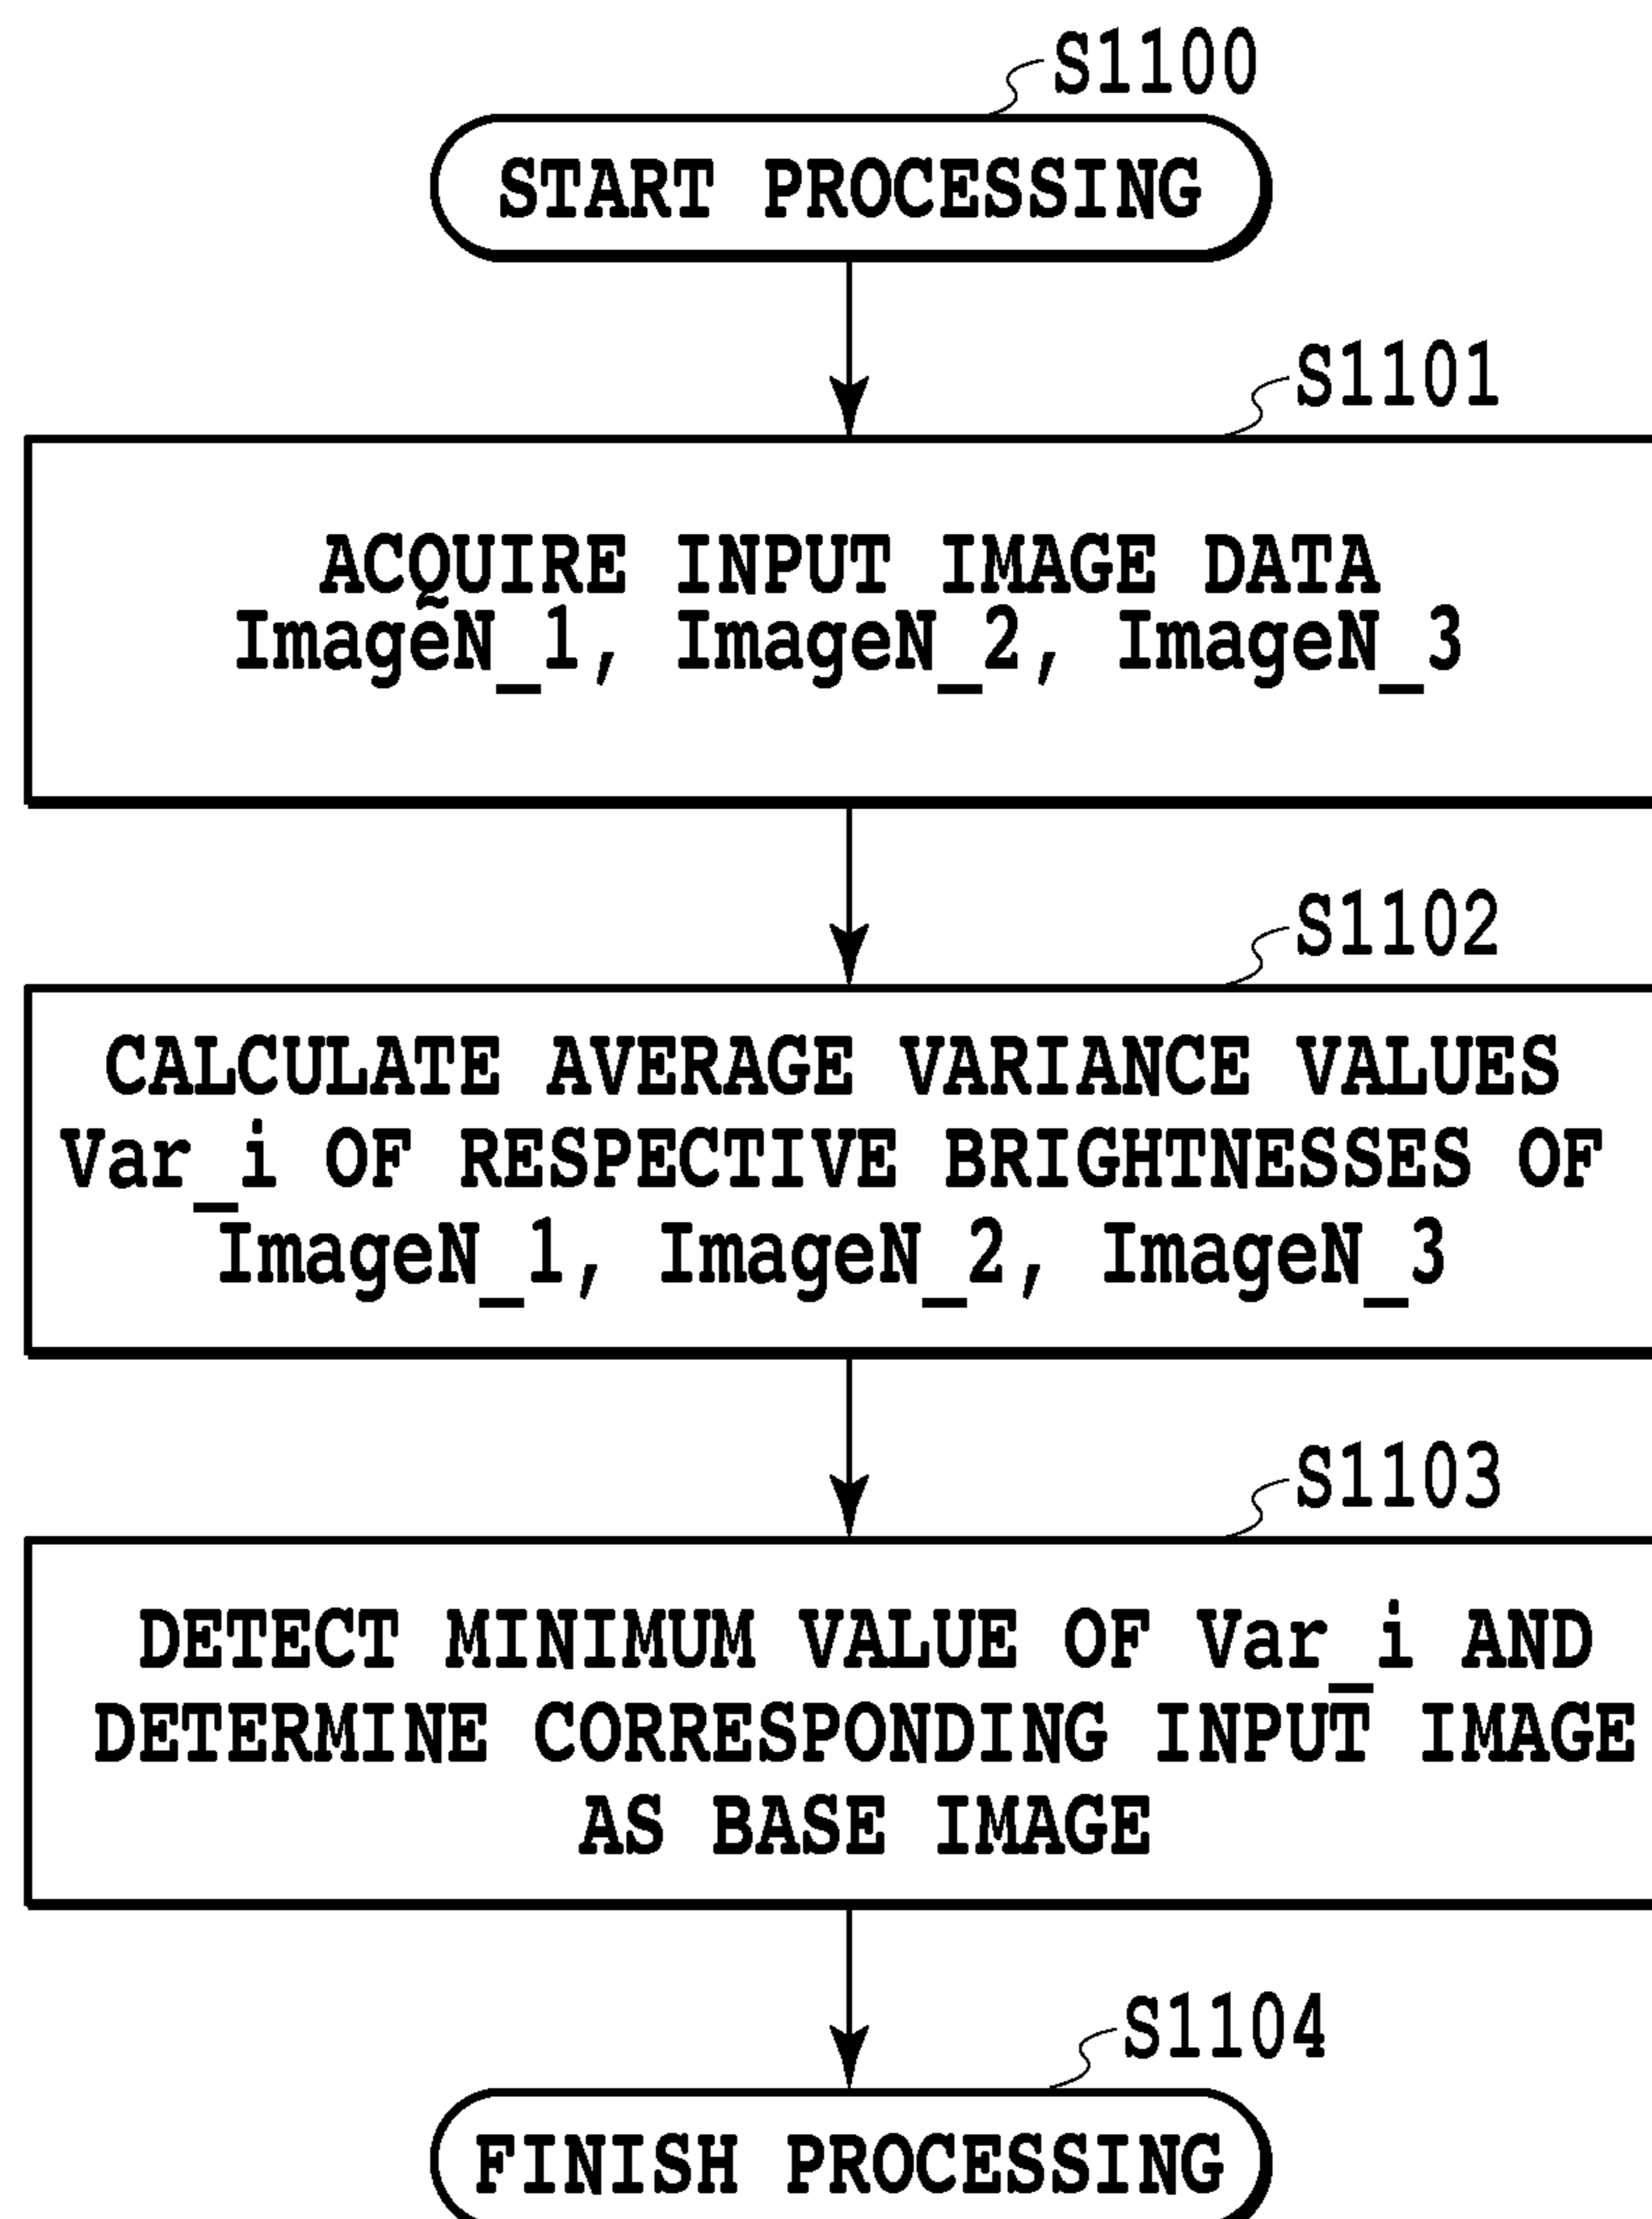 S1100
START PROCESSING
S1101
ACQUIRE INPUT IMAGE DATA
ImageN_1, ImageN_2, ImageN_3
S1102
CALCULATE AVERAGE VARIANCE VALUES
Var_i OF RESPECTIVE BRIGHTNESSES OF
ImageN_1, ImageN_2, ImageN_3
S1103
DETECT MINIMUM VALUE OF Var_i AND
DETERMINE CORRESPONDING INPUT IMAGE
AS BASE IMAGE
S1104
FINISH PROCESSING